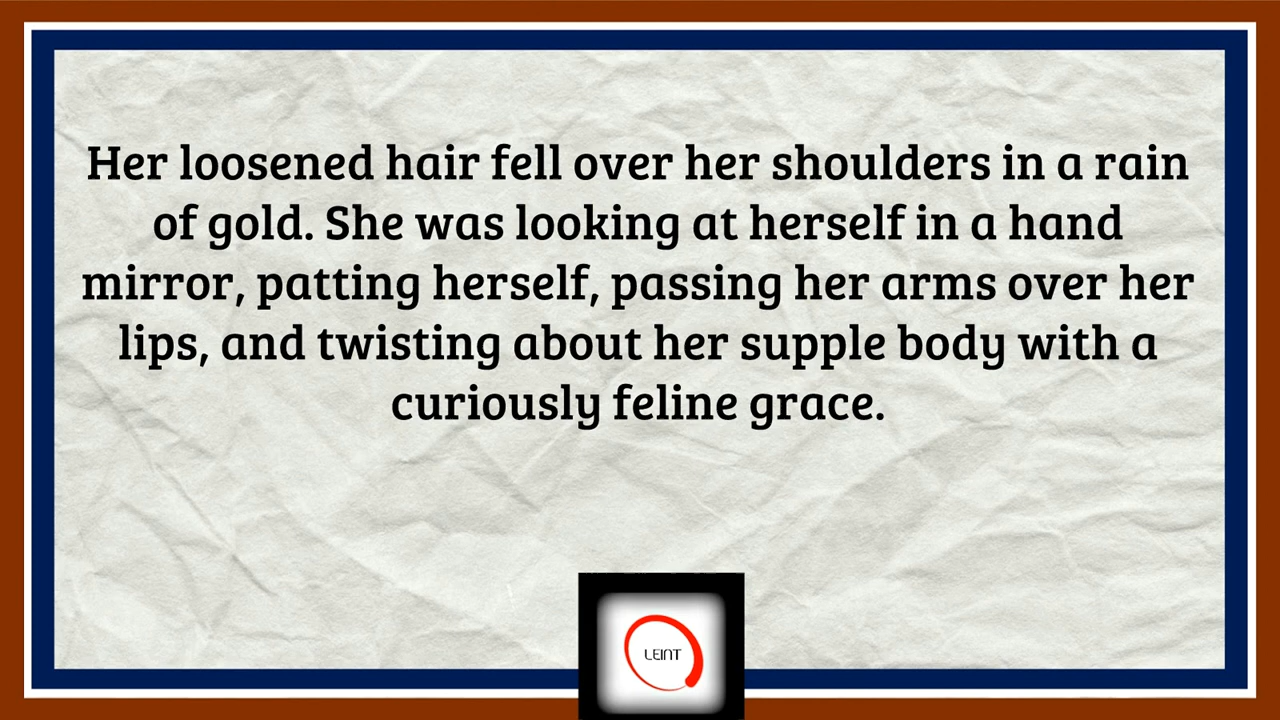 Her loosened hair fell over her shoulders in a rain
of gold. She was looking at herself in a hand
mirror, patting herself, passing her arms over her
lips, and twisting about her supple body with a
curiously feline grace.
LEINT